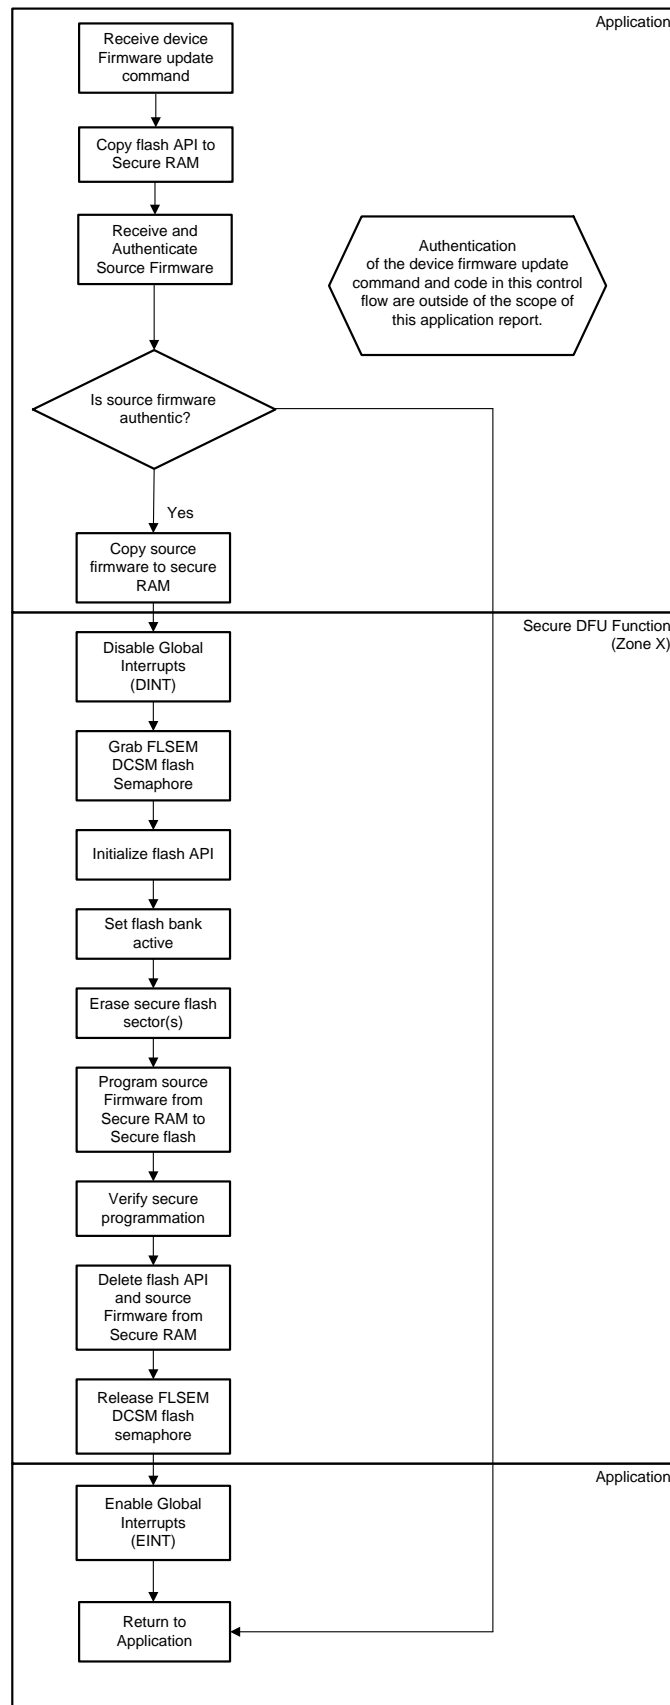 Application
Receive device
Firmware update
command
Copy flash API to
Secure RAM
Receive and
Authenticate
Source Firmware
Authentication
of the device firmware update
command and code in this control
flow are outside of the scope of
this application report.
Is source firmware
authentic?
Yes
Copy source
firmware to secure
RAM
Secure DFU Function
(Zone X)
Disable Global
Interrupts
(DINT)
Grab FLSEM
DCSM flash
Semaphore
Initialize flash API
Set flash bank
active
Erase secure flash
sector(s)
Program source
Firmware from
Secure RAM to
Secure flash
Verify secure
programmation
Delete flash API
and source
Firmware from
Secure RAM
Release FLSEM
DCSM flash
semaphore
Application
Enable Global
Interrupts
(EINT)
Return to
Application